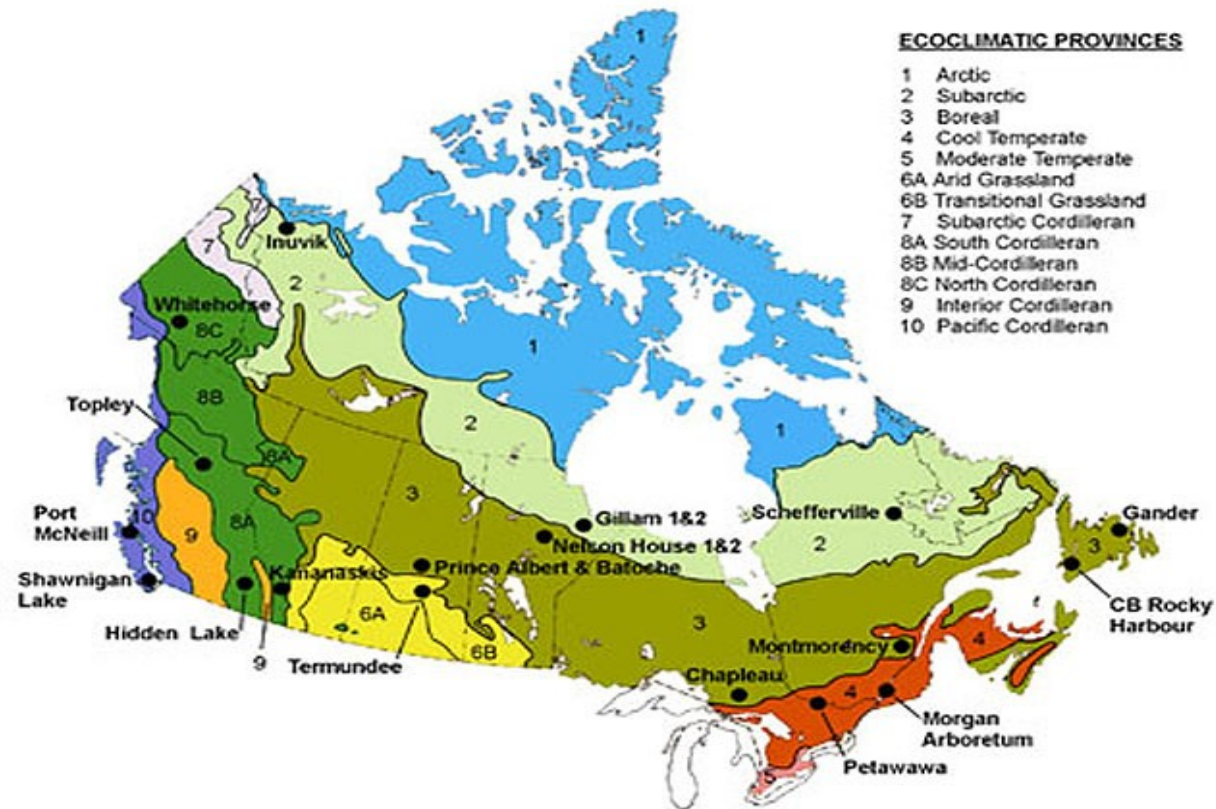 ECOCLIMATIC PROVINCES
1 Arctic
2 Subarctic
3 Boreal
4 Cool Temperate
5 Moderate Temperate
6A Arid Grassland
6B Transitional Grassland
7 Subarctic Cordilleran
8A South Cordilleran
8B Mid-Cordilleran
8C North Cordilleran
9 Interior Cordilleran
10 Pacific Cordilleran
1
7
Inuvik
7
2
Whitehorse
8C
1
Topley
8B
2
1
8A
3
Port
McNeill
10
9
8A
Gillam 1&2
Schefferville
2
Gander
3
Nelson House 1&2
Shawnigan
Lake
Kananaskis
Prince Albert & Batoche
6A
CB Rocky
Harbour
Hidden Lake
9
Termundee
6B
3
Montmorency
4
Chapleau
4
Morgan
Arboretum
Petawawa
5